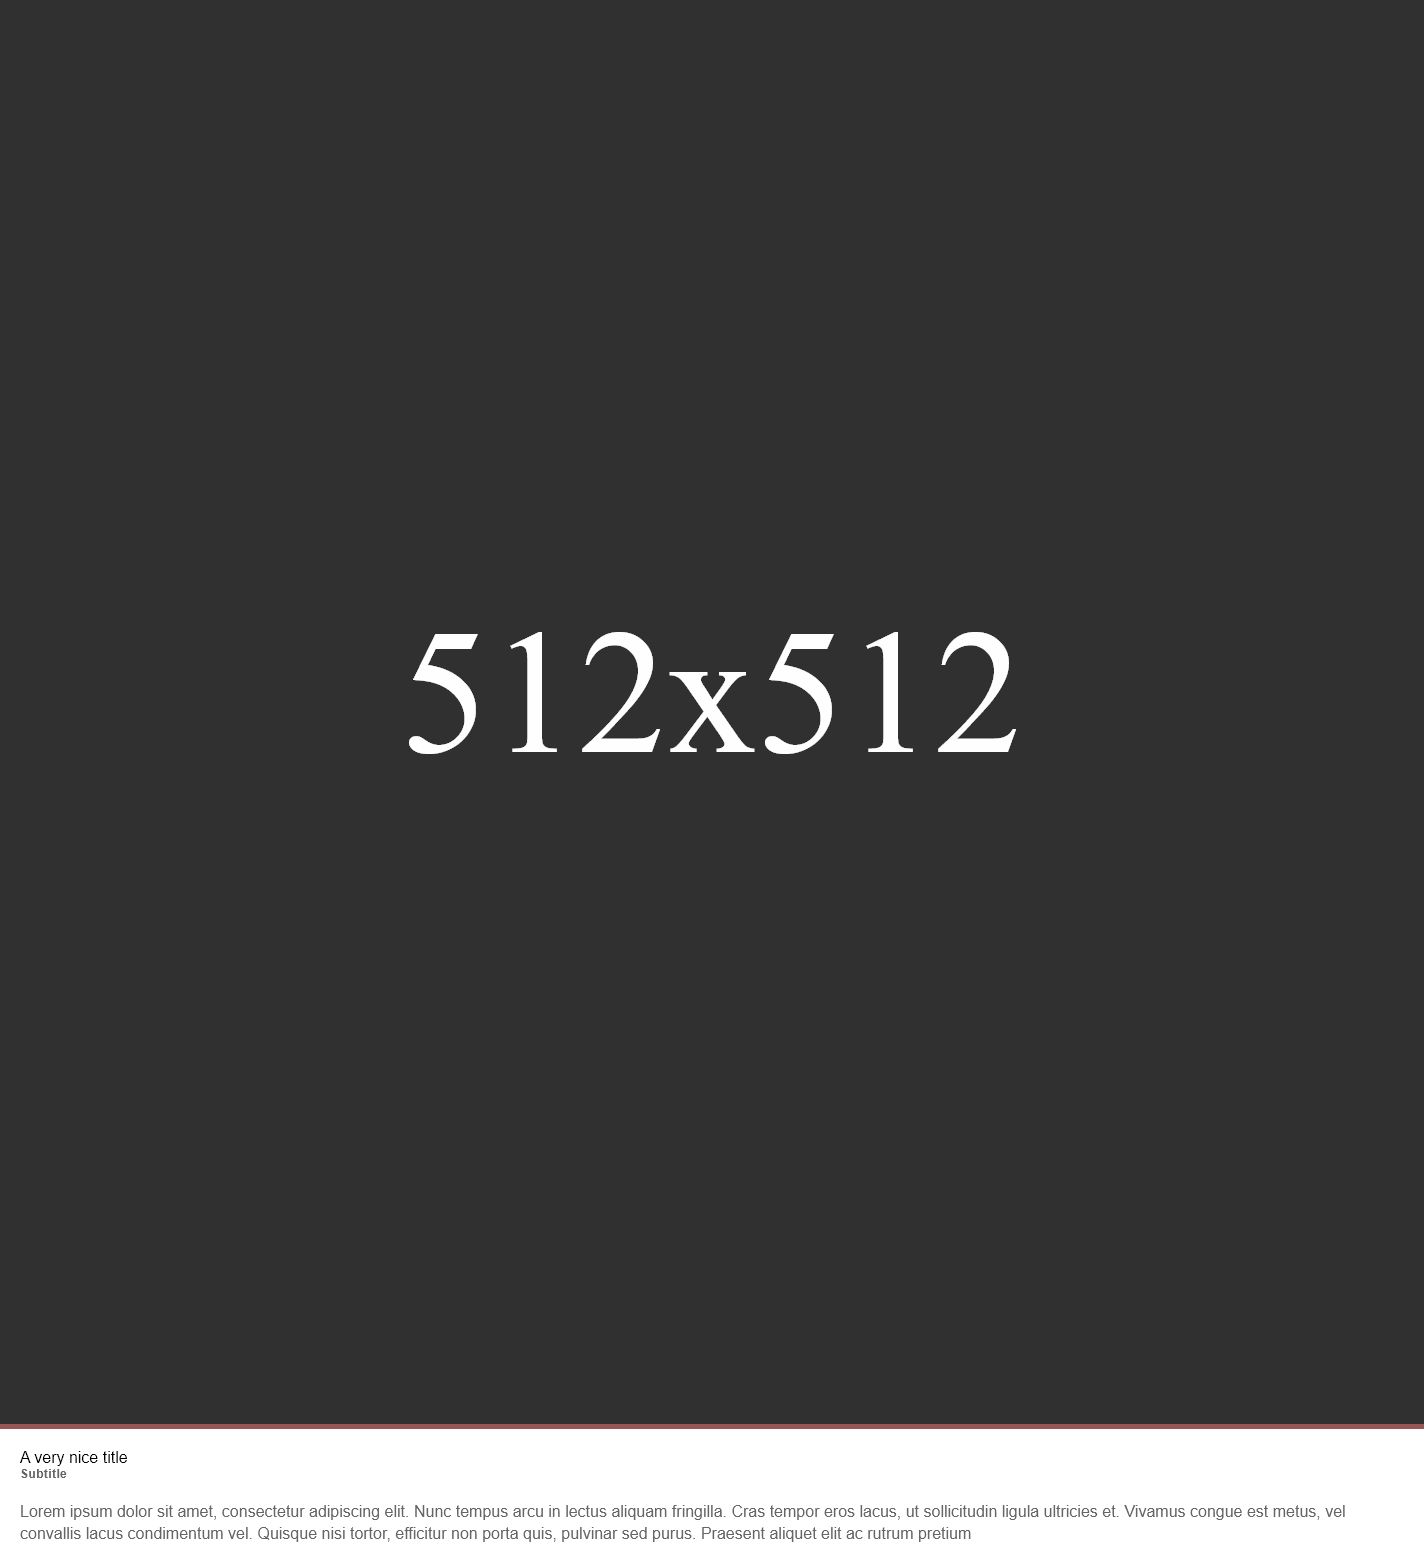 512x512
A very nice title
Subtitle
Lorem ipsum dolor sit amet, consectetur adipiscing elit. Nunc tempus arcu in lectus aliquam fringilla. Cras tempor eros lacus, ut sollicitudin ligula ultricies et. Vivamus congue est metus, vel
convallis lacus condimentum vel. Quisque nisi tortor, efficitur non porta quis, pulvinar sed purus. Praesent aliquet elit ac rutrum pretium